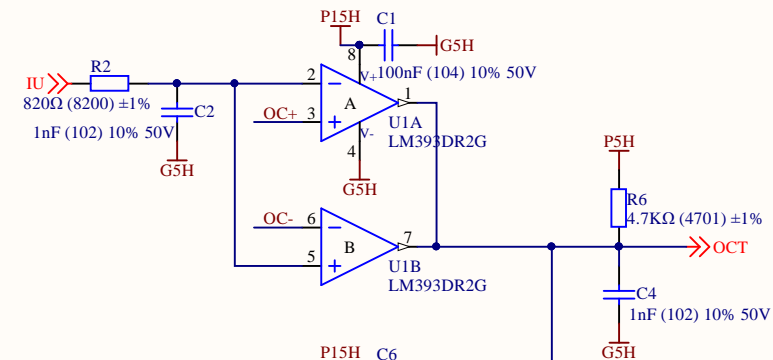 P15H
C1
G5H
8
V+
100nF (104) 10% 50V
IU
R2
820Ω (8200) ±1%
C2
1nF (102) 10% 50V
G5H
2
OC+ 3
A
1
U1A
LM393DR2G
V-
4
G5H
OC- 6
5
B
7
U1B
LM393DR2G
P5H
R6
4.7KΩ (4701) ±1%
OCT
C4
1nF (102) 10% 50V
G5H
P15H C6